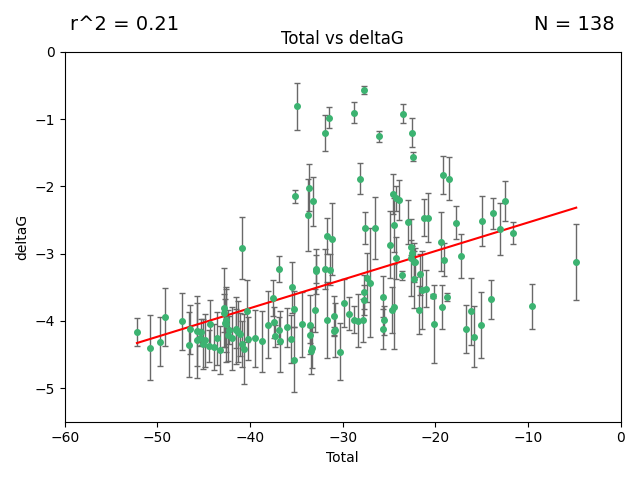 r^2 = 0.21
N = 138
Total vs deltaG
0
−1
−2
−3
−4
−5
deltaG
−60 −50 −40 −30 −20 −10 0
Total